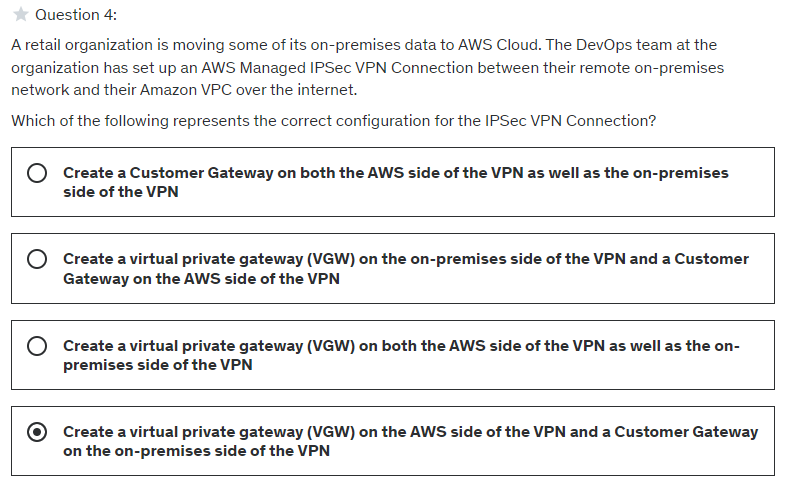 Question 4:
A retail organization is moving some of its on-premises data to AWS Cloud. The DevOps team at the
organization has set up an AWS Managed IPSec VPN Connection between their remote on-premises
network and their Amazon VPC over the internet.
Which of the following represents the correct configuration for the IPSec VPN Connection?
Create a Customer Gateway on both the AWS side of the VPN as well as the on-premises
side of the VPN
Create a virtual private gateway (VGW) on the on-premises side of the VPN and a Customer
Gateway on the AWS side of the VPN
Create a virtual private gateway (VGW) on both the AWS side of the VPN as well as the on-
premises side of the VPN
Create a virtual private gateway (VGW) on the AWS side of the VPN and a Customer Gateway
on the on-premises side of the VPN